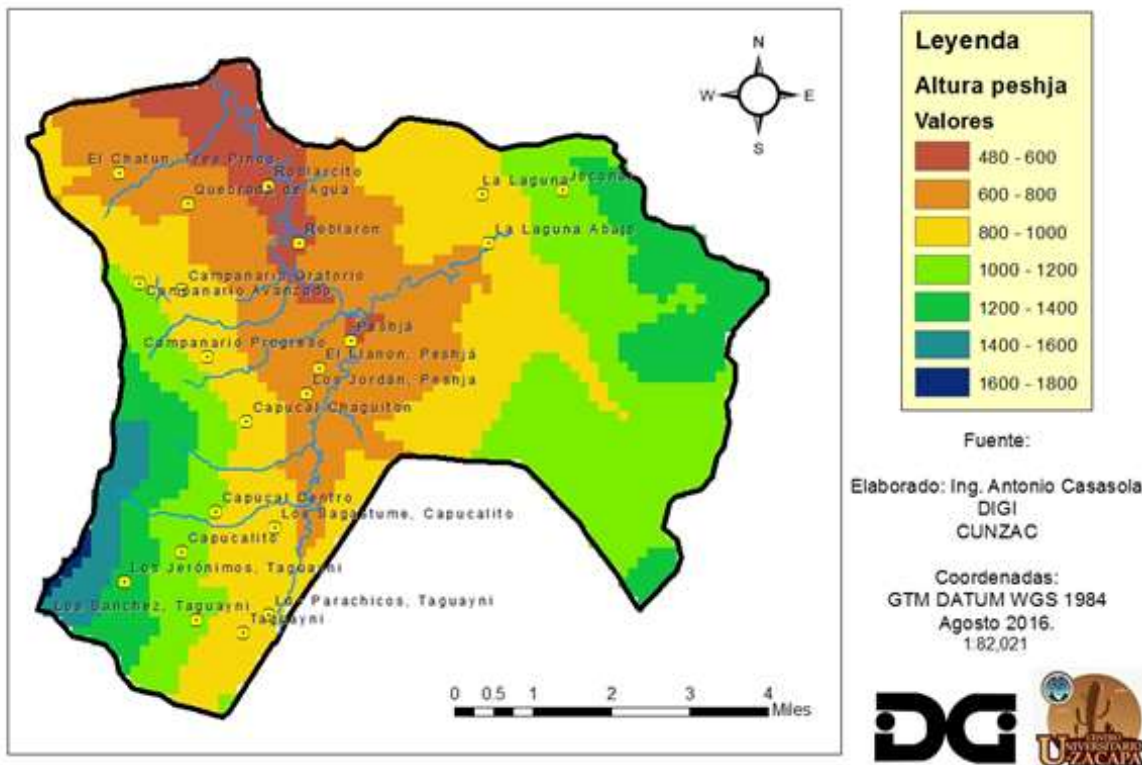 N
W
E
S
El Chatun, Tres Pinos
Roblarcito
Quebrada de Agua
La Laguna
Jocotal
Roblaron
La Laguna Abajo
Campanario Oratorio
Campanario Avanzado
Peshjá
Campanario Progreso
El Llanon, Peshjá
Los Jordán, Peshja
Capucal Chaguiton
Capucal Centro
Los Sagastume, Capucalito
Capucalito
Los Jerónimos, Taguayni
Los Sanchez, Taguayni
Los Parachicos, Taguayni
Taguayni
0 0.5 1 2 3 4
Miles
Leyenda
Altura peshja
Valores
480 - 600
600 - 800
800 - 1000
1000 - 1200
1200 - 1400
1400 - 1600
1600 - 1800
Fuente:
Elaborado: Ing. Antonio Casasola
DIGI
CUNZAC
Coordenadas:
GTM DATUM WGS 1984
Agosto 2016.
1:82,021
CENTRO
UNIVERSITARIO
ZACAPA